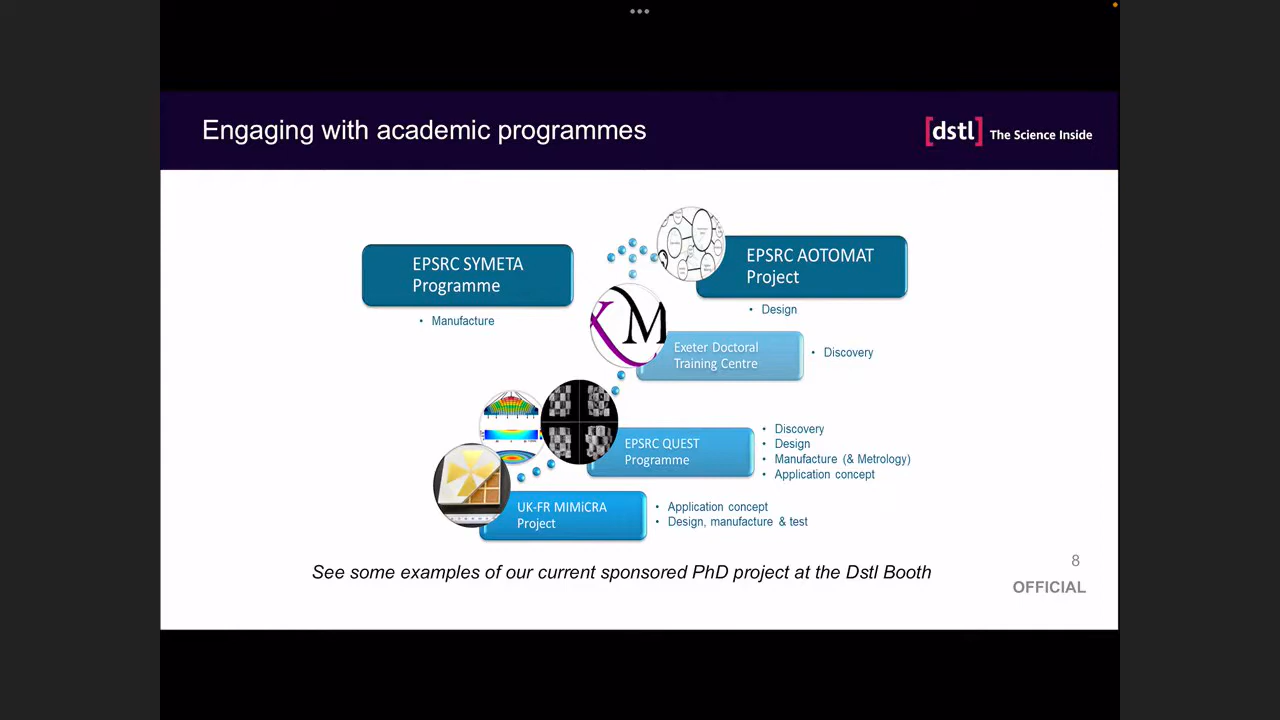 Engaging with academic programmes
[dstl] The Science Inside
EPSRC SYMETA
Programme
• Manufacture
EPSRC AOTOMAT
Project
• Design
XM
Exeter Doctoral
Training Centre
• Discovery
EPSRC QUEST
Programme
• Discovery
• Design
• Manufacture (& Metrology)
• Application concept
UK-FR MIMiCRA
Project
• Application concept
• Design, manufacture & test
See some examples of our current sponsored PhD project at the Dstl Booth
8
OFFICIAL